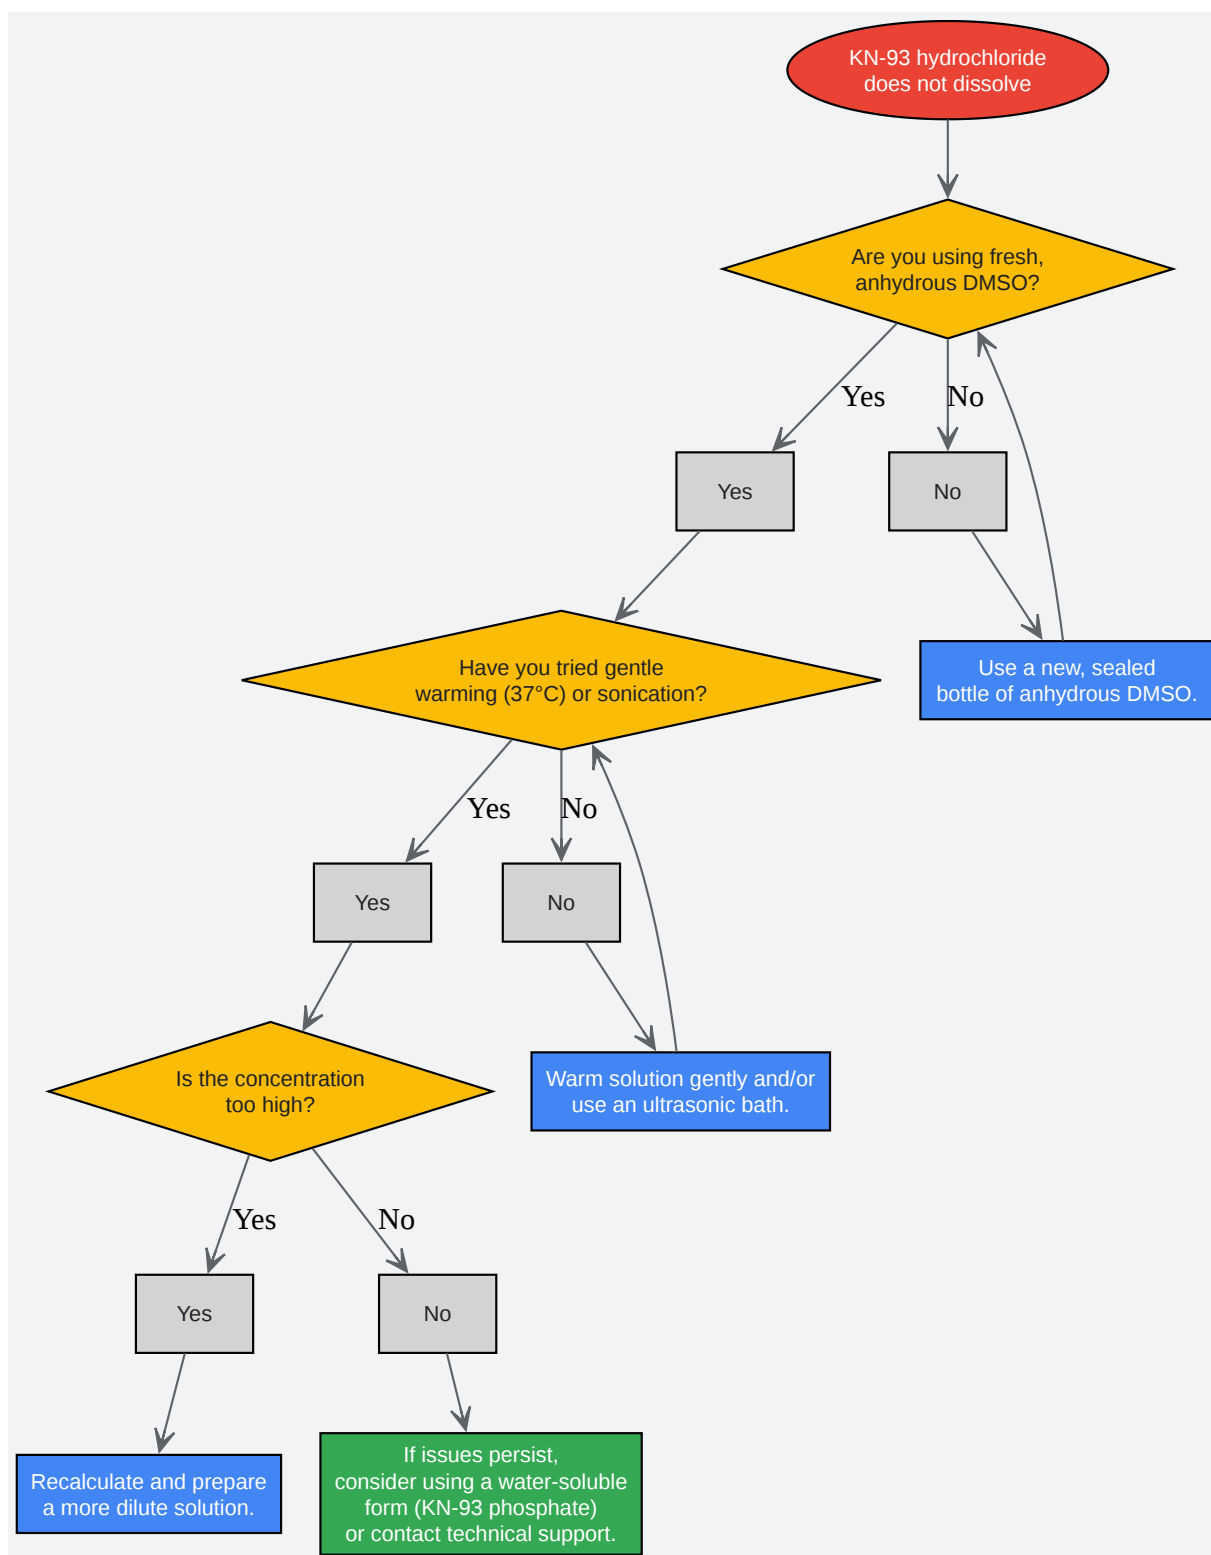 KN-93 hydrochloride
does not dissolve
Are you using fresh,
anhydrous DMSO?
Yes
No
Yes
No
Have you tried gentle
warming (37°C) or sonication?
Use a new, sealed
bottle of anhydrous DMSO.
Yes
No
Yes
No
Is the concentration
too high?
Warm solution gently and/or
use an ultrasonic bath.
Yes
No
Yes
No
Recalculate and prepare
a more dilute solution.
If issues persist,
consider using a water-soluble
form (KN-93 phosphate)
or contact technical support.